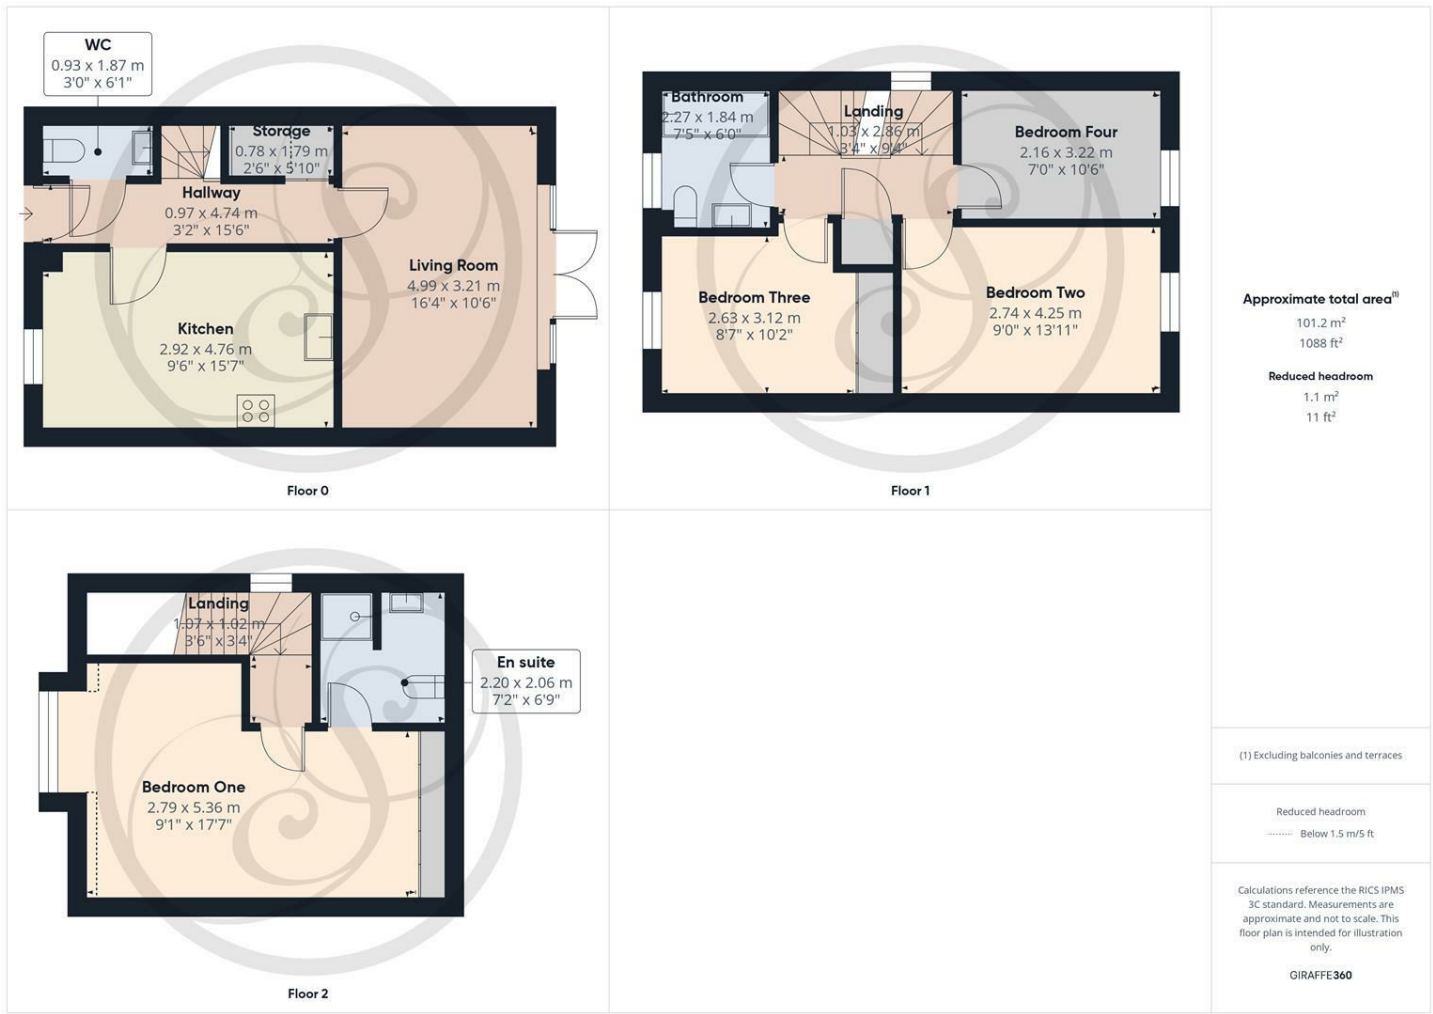 WC
0.93 x 1.87 m
3'0" x 6'1"
Storage
0.78 x 1.79 m
2'6" x 5'10"
Hallway
0.97 x 4.74 m
3'2" x 15'6"
Living Room
4.99 x 3.21 m
16'4" x 10'6"
Kitchen
2.92 x 4.76 m
9'6" x 15'7"
Floor 0
Bathroom
2.27 x 1.84 m
7'5" x 6'0"
Landing
1.03 x 2.86 m
3'4" x 9'4"
Bedroom Four
2.16 x 3.22 m
7'0" x 10'6"
Bedroom Three
2.63 x 3.12 m
8'7" x 10'2"
Bedroom Two
2.74 x 4.25 m
9'0" x 13'11"
Floor 1
Landing
1.07 x 1.02 m
3'6" x 3'4"
En suite
2.20 x 2.06 m
7'2" x 6'9"
Bedroom One
2.79 x 5.36 m
9'1" x 17'7"
Floor 2
Approximate total area(1)
101.2 m²
1088 ft²
Reduced headroom
1.1 m²
11 ft²
(1) Excluding balconies and terraces
Reduced headroom
Below 1.5 m/5 ft
Calculations reference the RICS IPMS
3C standard. Measurements are
approximate and not to scale. This
floor plan is intended for illustration
only.
GIRAFFE360